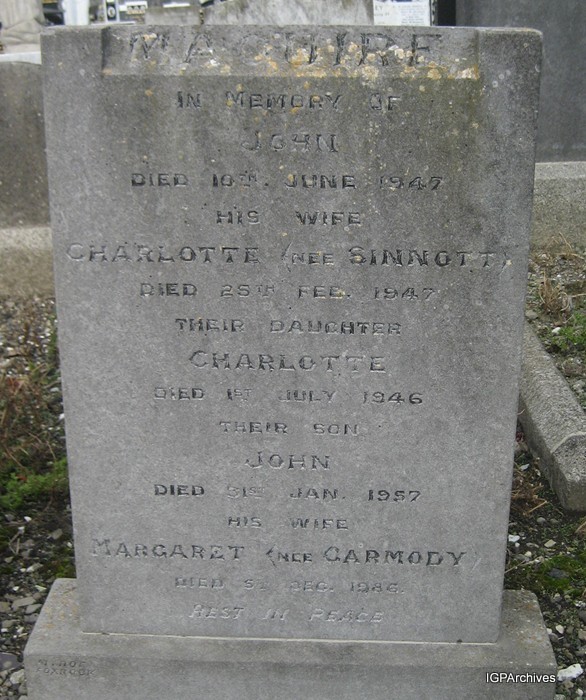 MAGUIRE
IN MEMORY OF
JOHN
DIED 10TH JUNE 1947
HIS WIFE
CHARLOTTE (NEE SINNOTT)
DIED 25TH FEB. 1947
THEIR DAUGHTER
CHARLOTTE
DIED 1ST JULY 1946
THEIR SON
JOHN
DIED 31ST JAN. 1957
HIS WIFE
MARGARET (NEE CARMODY)
DIED DEC. 1986.
REST IN PEACE
IGPArchives